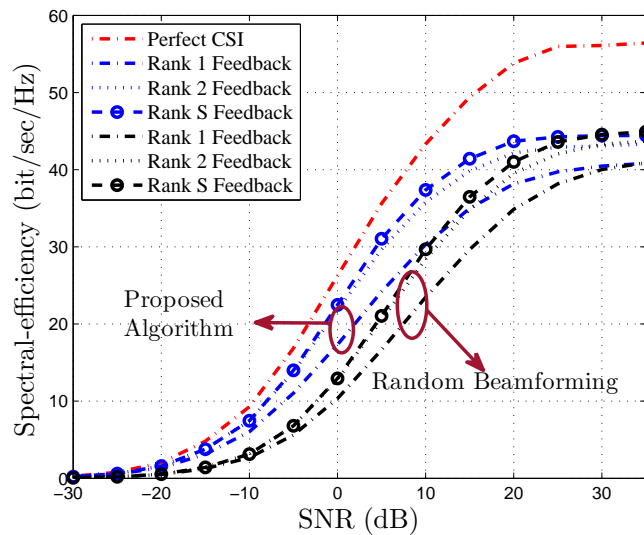 60
50
40
30
20
10
0
Spectral-efficiency (bit/sec/Hz)
Perfect CSI
Rank 1 Feedback
Rank 2 Feedback
Rank S Feedback
Rank 1 Feedback
Rank 2 Feedback
Rank S Feedback
Proposed
Algorithm
Random Beamforming
−30 −20 −10 0 10 20 30
SNR (dB)